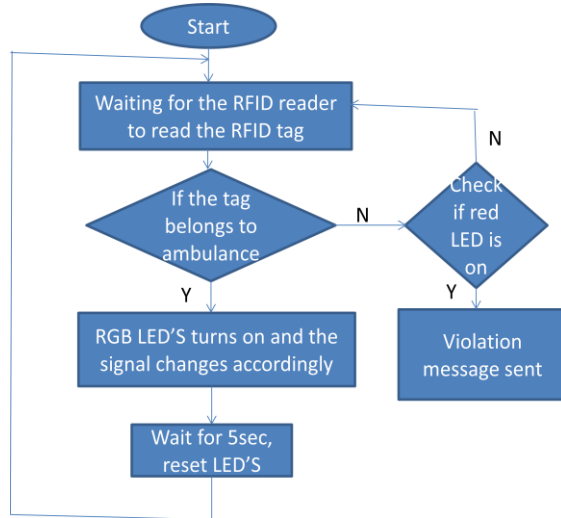 Start
Waiting for the RFID reader
to read the RFID tag
If the tag
belongs to
ambulance
N
N
Check
if red
LED is
on
Y
Y
RGB LED'S turns on and the
signal changes accordingly
Violation
message sent
Wait for 5sec,
reset LED'S